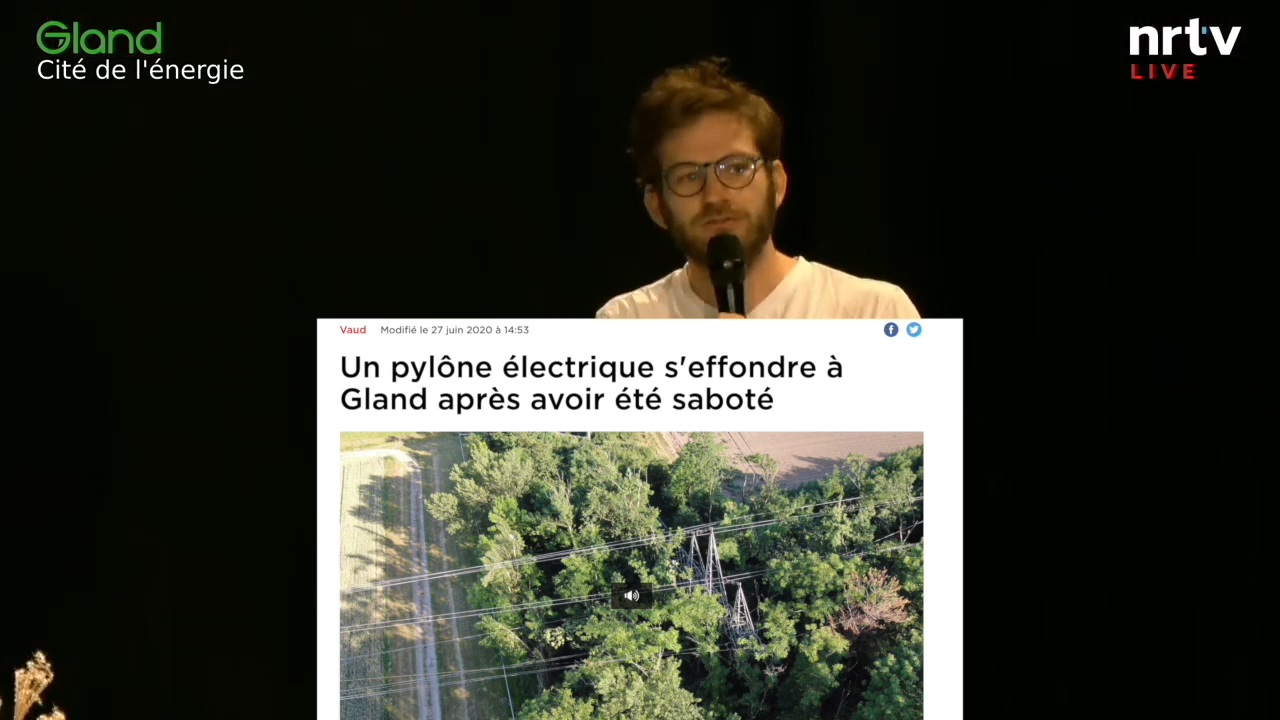 Gland
Cité de l'énergie
nrtv
LIVE
Vaud Modifié le 27 juin 2020 à 14:53
Un pylône électrique s'effondre à
Gland après avoir été saboté